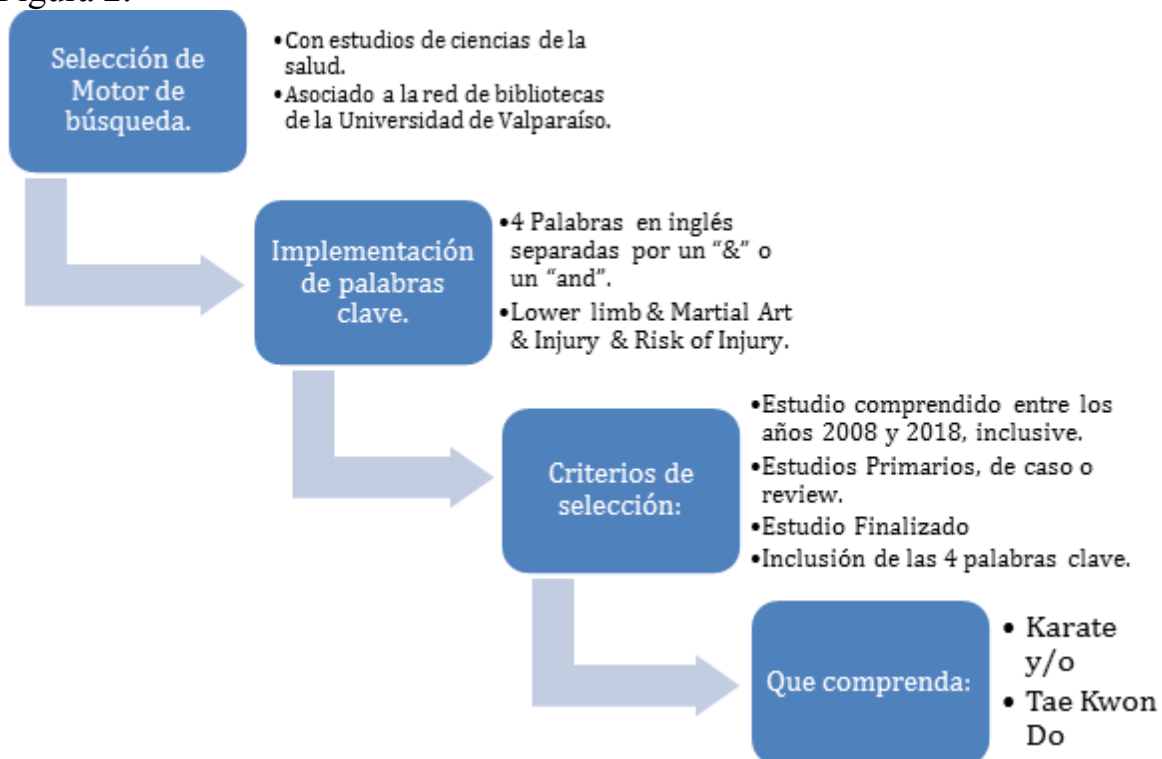 Selección de
Motor de
búsqueda.
•Con estudios de ciencias de la
salud.
•Asociado a la red de bibliotecas
de la Universidad de Valparaíso.
Implementación
de palabras
clave.
•4 Palabras en inglés
separadas por un “&” o
un “and”.
•Lower limb & Martial Art
& Injury & Risk of Injury.
Criterios de
selección:
•Estudio comprendido entre los
años 2008 y 2018, inclusive.
•Estudios Primarios, de caso o
review.
•Estudio Finalizado
•Inclusión de las 4 palabras clave.
Que comprenda:
• Karate
y/o
• Tae Kwon
Do